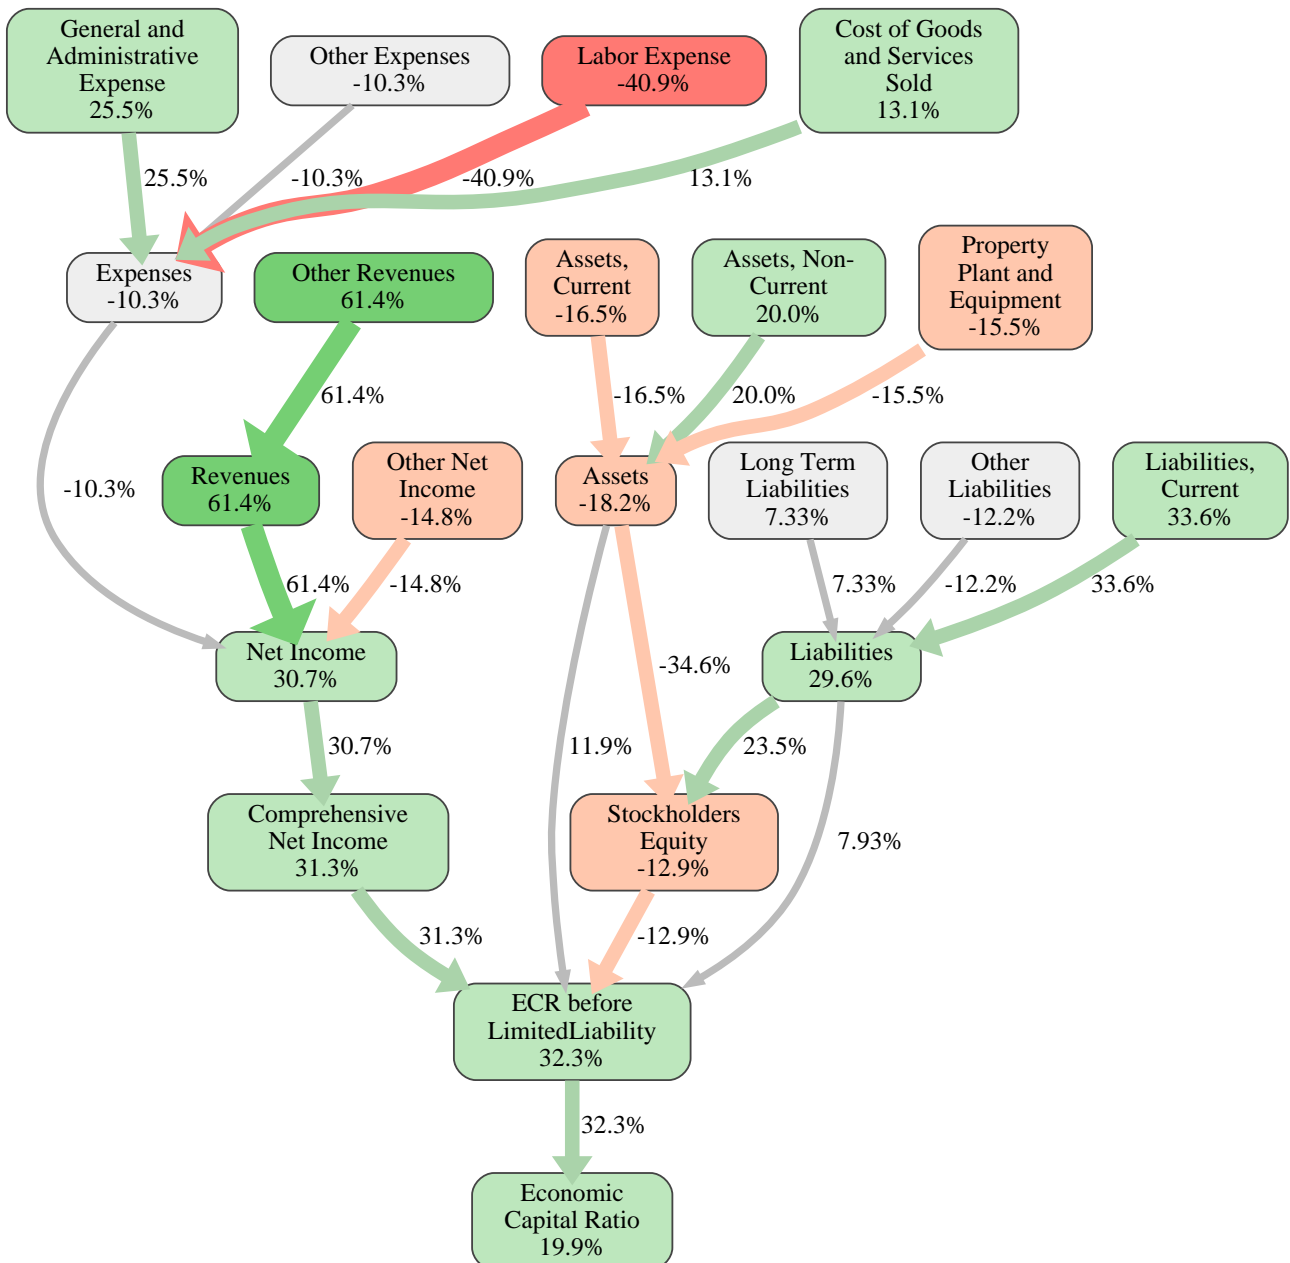 General and
Administrative
Expense
25.5%
Other Expenses
-10.3%
Labor Expense
-40.9%
Cost of Goods
and Services
Sold
13.1%
25.5%
-10.3%
-40.9%
13.1%
Expenses
-10.3%
Other Revenues
61.4%
Assets,
Current
-16.5%
Assets, Non-
Current
20.0%
Property
Plant and
Equipment
-15.5%
61.4%
-16.5%
20.0%
-15.5%
-10.3%
Revenues
61.4%
Other Net
Income
-14.8%
Assets
-18.2%
Long Term
Liabilities
7.33%
Other
Liabilities
-12.2%
Liabilities,
Current
33.6%
61.4%
-14.8%
7.33%
-12.2%
33.6%
Net Income
30.7%
-34.6%
Liabilities
29.6%
30.7%
11.9%
23.5%
Comprehensive
Net Income
31.3%
Stockholders
Equity
-12.9%
7.93%
31.3%
-12.9%
ECR before
LimitedLiability
32.3%
32.3%
Economic
Capital Ratio
19.9%